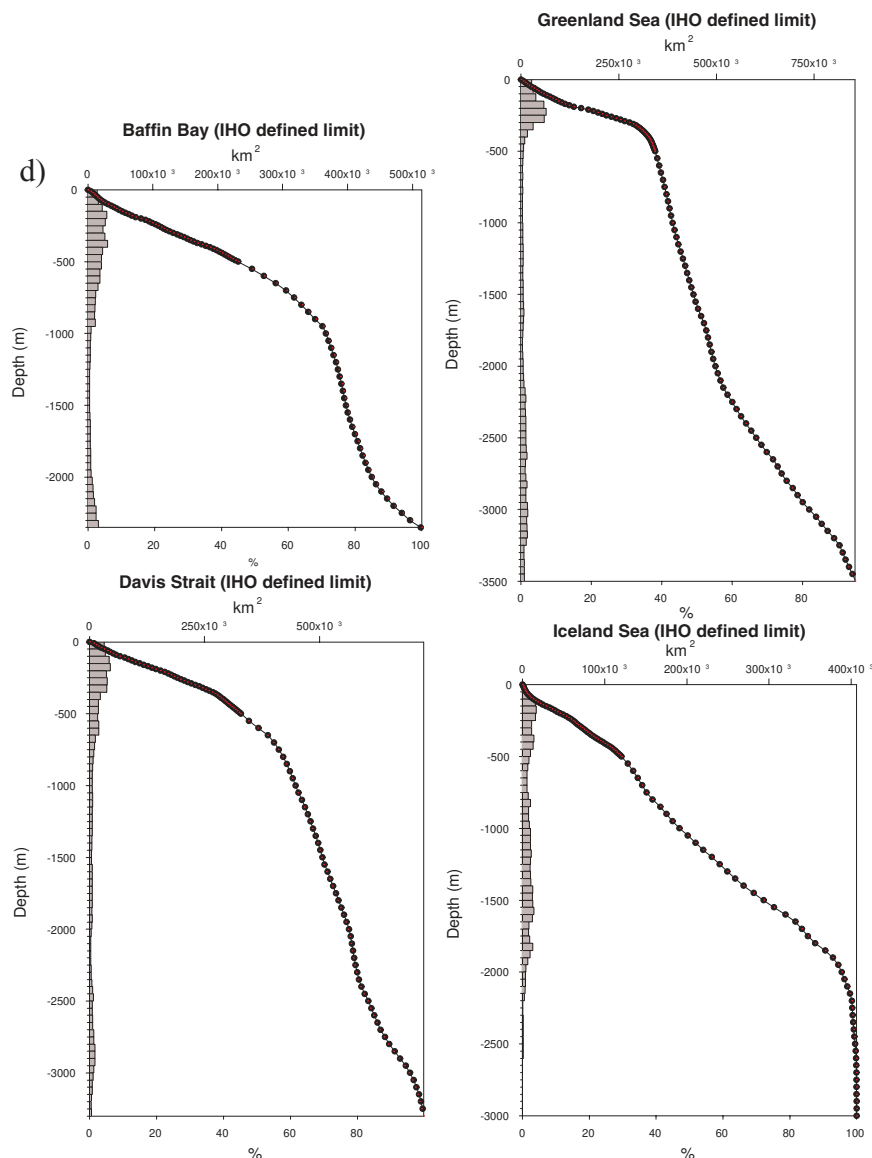 d)
Baffin Bay (IHO defined limit)
km²
0 100x10³ 200x10³ 300x10³ 400x10³ 500x10³
0
-500
-1000
-1500
-2000
Depth (m)
0 20 40 60 80 100
%
Greenland Sea (IHO defined limit)
km²
0 250x10³ 500x10³ 750x10³
0
-500
-1000
-1500
-2000
-2500
-3000
-3500
Depth (m)
0 20 40 60 80
%
Davis Strait (IHO defined limit)
km²
0 250x10³ 500x10³
0
-500
-1000
-1500
-2000
-2500
-3000
Depth (m)
0 20 40 60 80
%
Iceland Sea (IHO defined limit)
km²
0 100x10³ 200x10³ 300x10³ 400x10³
0
-500
-1000
-1500
-2000
-2500
-3000
Depth (m)
0 20 40 60 80 100
%